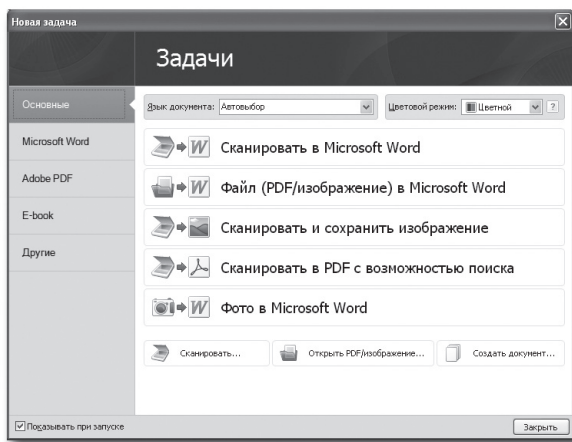 Новая задача
Задачи
Основные
Microsoft Word
Adobe PDF
E-book
Другие
Язык документа: Автовыбор
Цветовой режим: Цветной ?
Сканировать в Microsoft Word
Файл (PDF/изображение) в Microsoft Word
Сканировать и сохранить изображение
Сканировать в PDF с возможностью поиска
Фото в Microsoft Word
Сканировать...
Открыть PDF/изображение...
Создать документ...
Показывать при запуске
Закрыть